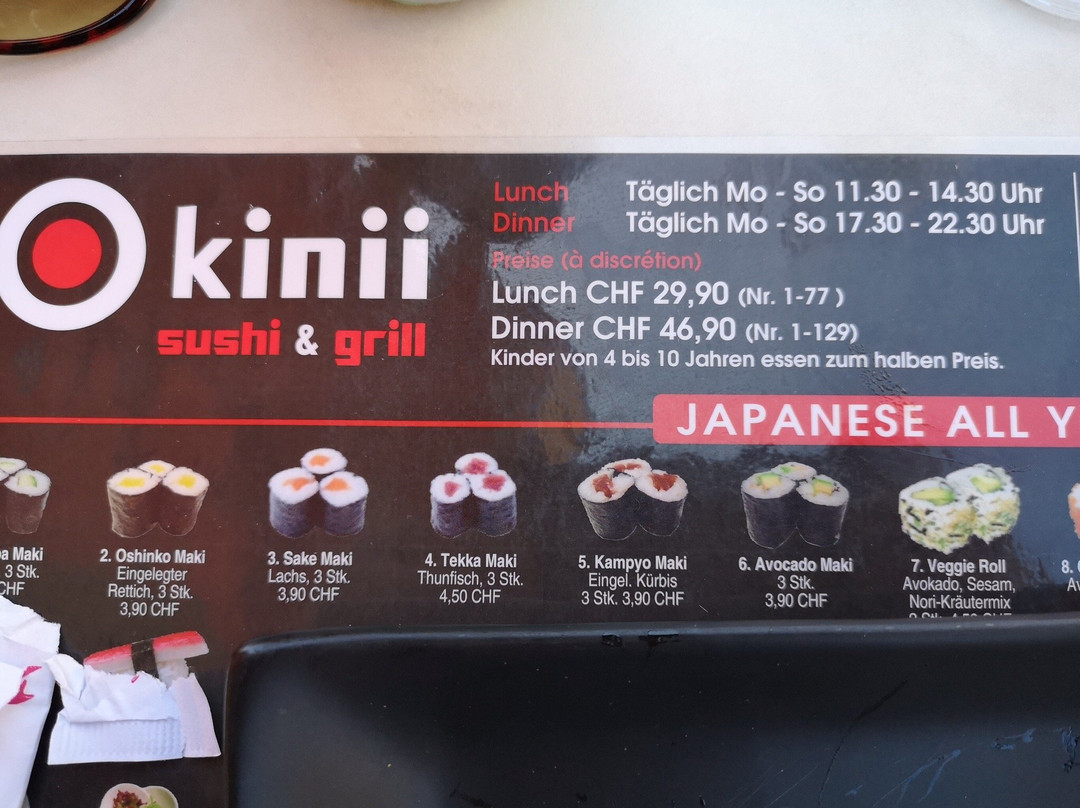 Okinii
sushi & grill
Lunch Täglich Mo - So 11.30 - 14.30 Uhr
Dinner Täglich Mo - So 17.30 - 22.30 Uhr
Preise (à discrétion)
Lunch CHF 29,90 (Nr. 1-77 )
Dinner CHF 46,90 (Nr. 1-129)
Kinder von 4 bis 10 Jahren essen zum halben Preis.
JAPANESE ALL Y
Maki
3 Stk.
CHF
2. Oshinko Maki
Eingelegter
Rettich, 3 Stk.
3,90 CHF
3. Sake Maki
Lachs, 3 Stk.
3,90 CHF
4. Tekka Maki
Thunfisch, 3 Stk.
4,50 CHF
5. Kampyo Maki
Eingel. Kürbis
3 Stk. 3,90 CHF
6. Avocado Maki
3 Stk.
3,90 CHF
7. Veggie Roll
Avokado, Sesam,
Nori-Kräutermix
8.